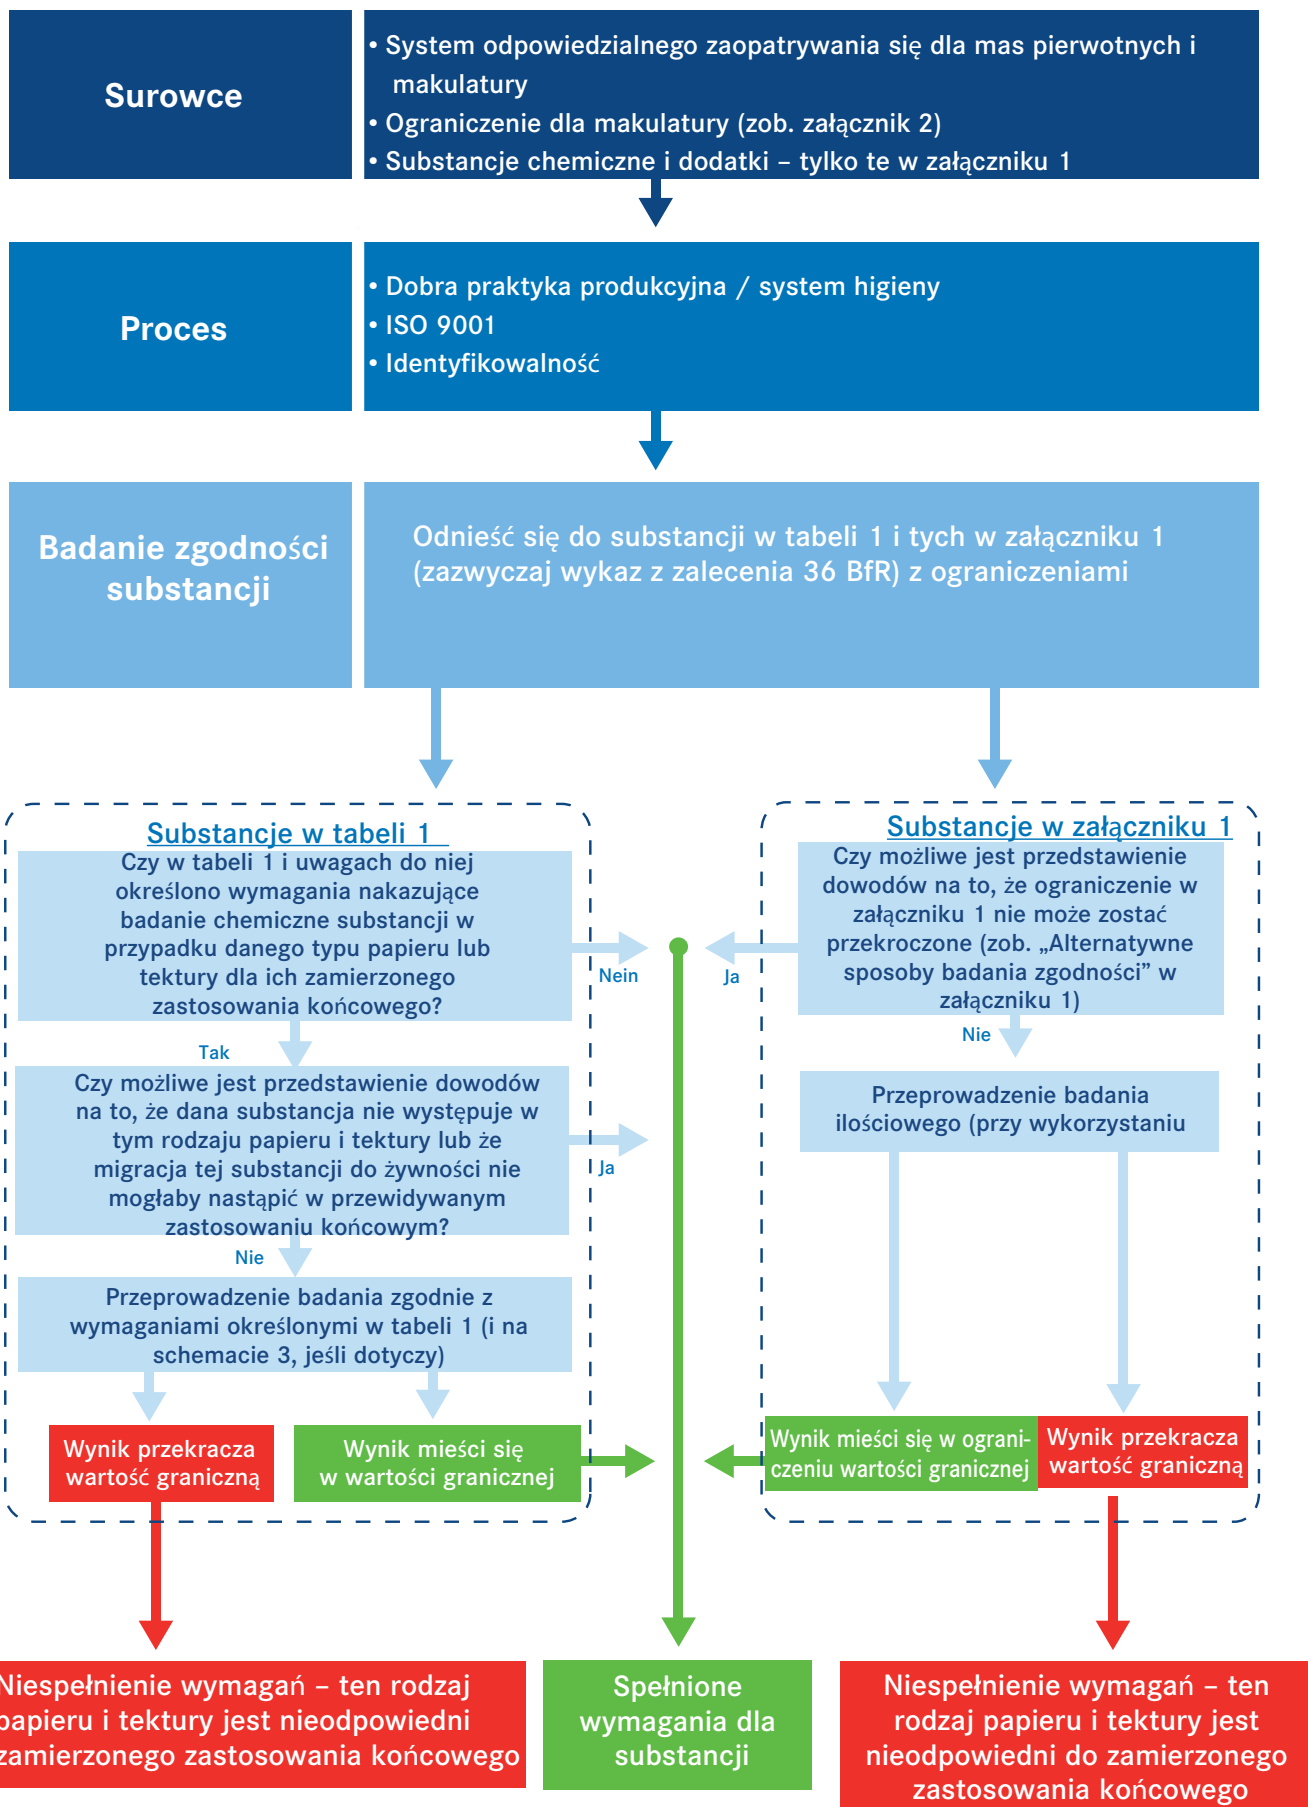 Surowce
• System odpowiedzialnego zaopatrywania się dla mas pierwotnych i
makulatury
• Ograniczenie dla makulatury (zob. załącznik 2)
• Substancje chemiczne i dodatki – tylko te w załączniku 1
Proces
• Dobra praktyka produkcyjna / system higieny
• ISO 9001
• Identyfikowalność
Badanie zgodności
substancji
Odnieść się do substancji w tabeli 1 i tych w załączniku 1
(zazwyczaj wykaz z zalecenia 36 BfR) z ograniczeniami
Substancje w tabeli 1
Czy w tabeli 1 i uwagach do niej
określono wymagania nakazujące
badanie chemiczne substancji w
przypadku danego typu papieru lub
tektury dla ich zamierzonego
zastosowania końcowego?
Nein
Tak
Czy możliwe jest przedstawienie dowodów
na to, że dana substancja nie występuje w
tym rodzaju papieru i tektury lub że
migracja tej substancji do żywności nie
mogłaby nastąpić w przewidywanym
zastosowaniu końcowym?
Ja
Nie
Przeprowadzenie badania zgodnie z
wymaganiami określonymi w tabeli 1 (i na
schemacie 3, jeśli dotyczy)
Wynik przekracza
wartość graniczną
Wynik mieści się
w wartości granicznej
Substancje w załączniku 1
Czy możliwe jest przedstawienie
dowodów na to, że ograniczenie w
załączniku 1 nie może zostać
przekroczone (zob. „Alternatywne
sposoby badania zgodności” w
załączniku 1)
Ja
Nie
Przeprowadzenie badania
ilościowego (przy wykorzystaniu
Wynik mieści się w ograni-
czeniu wartości granicznej
Wynik przekracza
wartość graniczną
Niespełnienie wymagań – ten rodzaj
papieru i tektury jest nieodpowiedni
zamierzonego zastosowania końcowego
Spełnione
wymagania dla
substancji
Niespełnienie wymagań – ten
rodzaj papieru i tektury jest
nieodpowiedni do zamierzonego
zastosowania końcowego